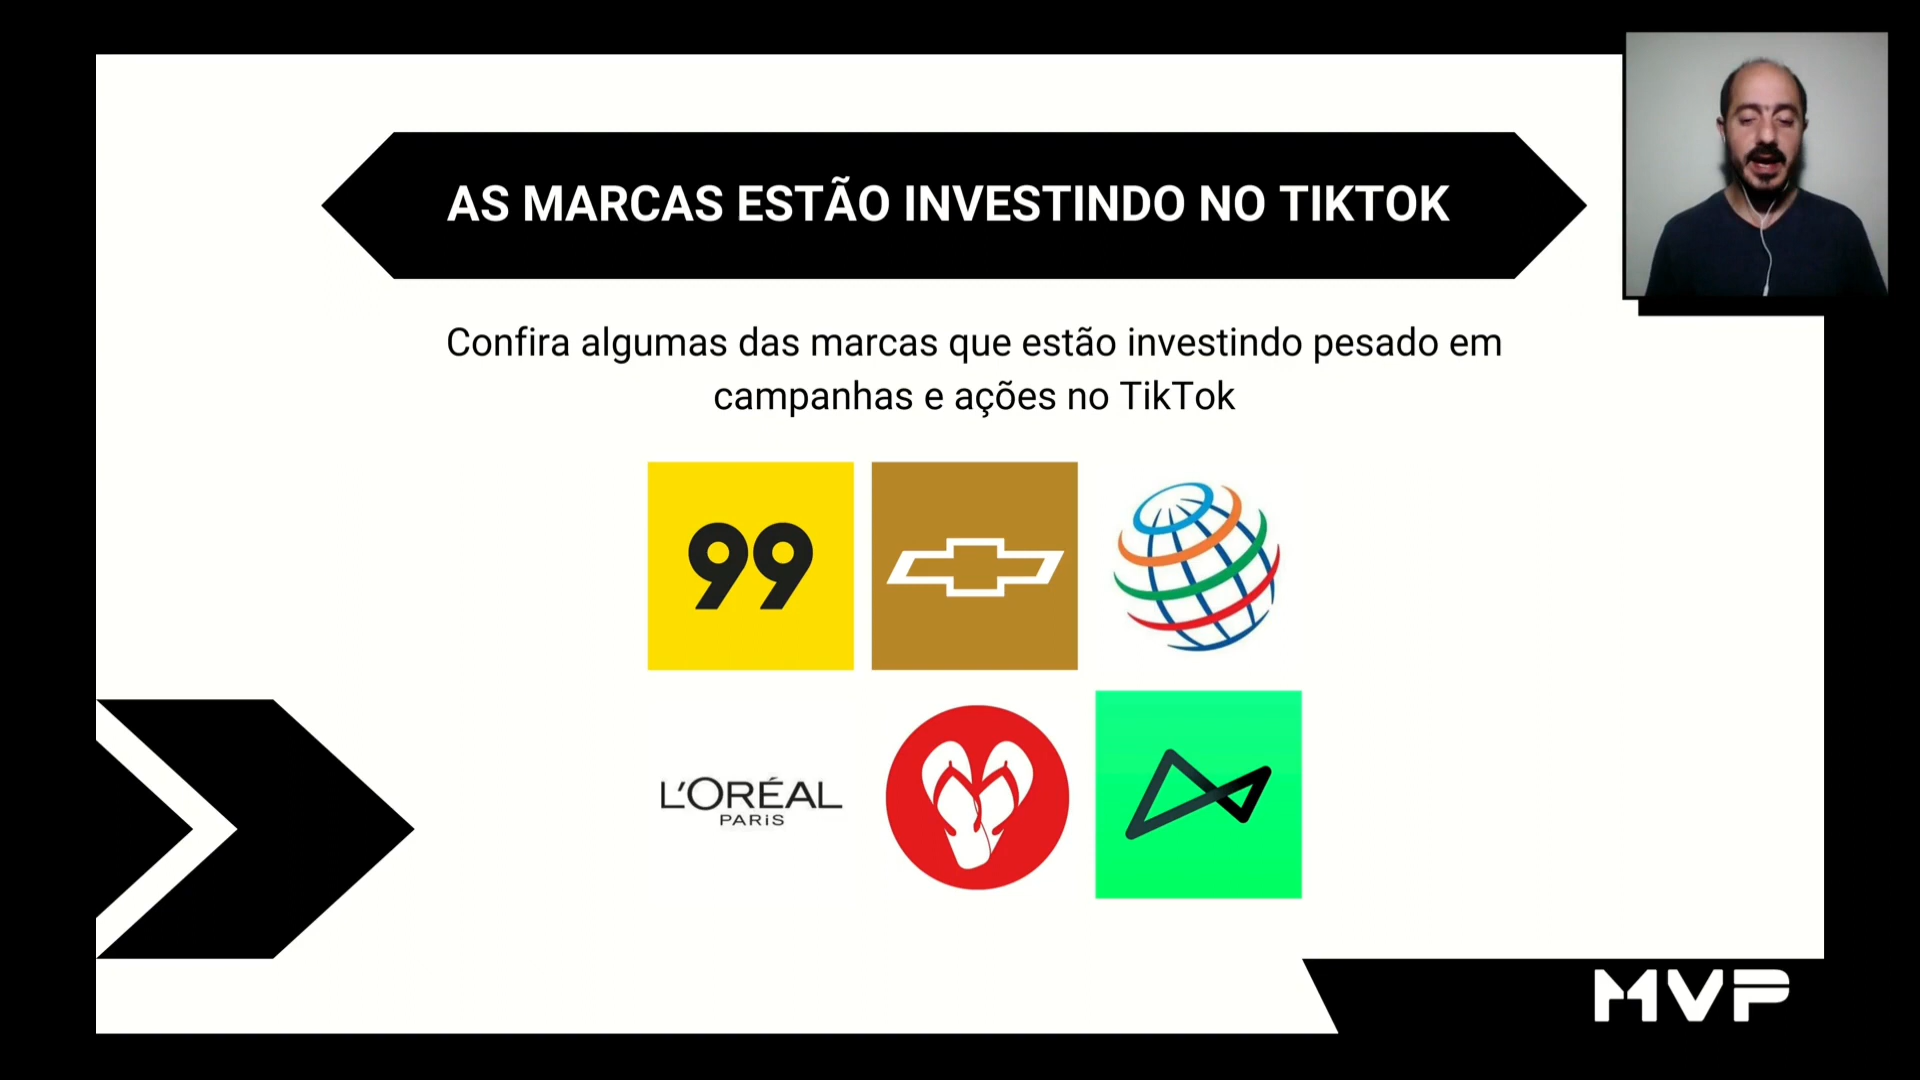 AS MARCAS ESTÃO INVESTINDO NO TIKTOK
Confira algumas das marcas que estão investindo pesado em
campanhas e ações no TikTok
99
L'ORÉAL
PARiS
MVP